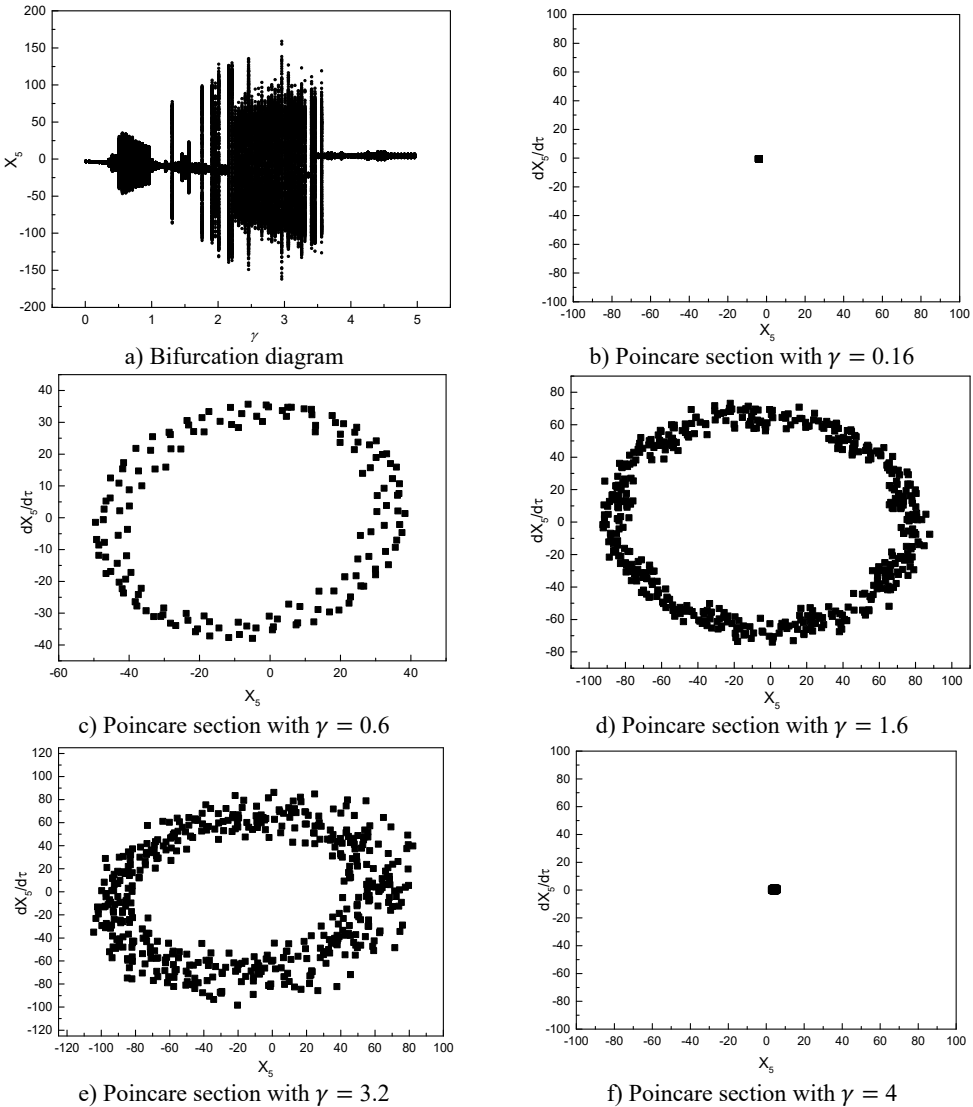 200
150
100
50
0
-50
-100
-150
-200
X5
0 1 2 3 4 5
γ
a) Bifurcation diagram
100
80
60
40
20
0
-20
-40
-60
-80
-100
dX5/dτ
-100 -80 -60 -40 -20 0 20 40 60 80 100
X5
b) Poincare section with γ = 0.16
40
30
20
10
0
-10
-20
-30
-40
dX5/dτ
-60 -40 -20 0 20 40
X5
c) Poincare section with γ = 0.6
80
60
40
20
0
-20
-40
-60
-80
dX5/dτ
-100 -80 -60 -40 -20 0 20 40 60 80 100
X5
d) Poincare section with γ = 1.6
120
100
80
60
40
20
0
-20
-40
-60
-80
-100
-120
dX5/dτ
-120 -100 -80 -60 -40 -20 0 20 40 60 80 100
X5
e) Poincare section with γ = 3.2
100
80
60
40
20
0
-20
-40
-60
-80
-100
dX5/dτ
-100 -80 -60 -40 -20 0 20 40 60 80 100
X5
f) Poincare section with γ = 4